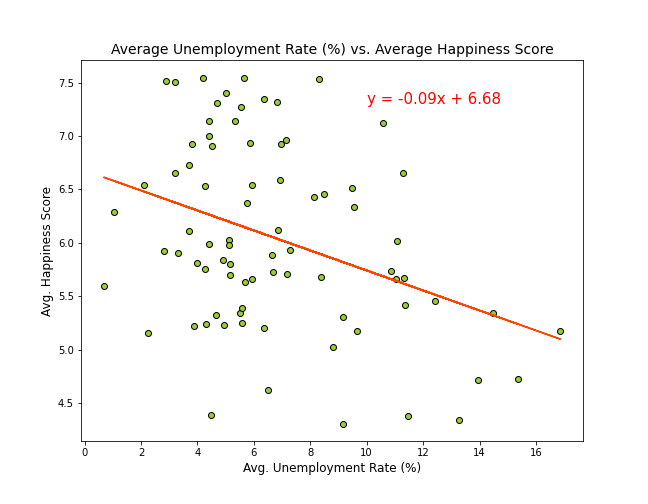 Average Unemployment Rate (%) vs. Average Happiness Score
y = -0.09x + 6.68
Avg. Happiness Score
7.5
7.0
6.5
6.0
5.5
5.0
4.5
0 2 4 6 8 10 12 14 16
Avg. Unemployment Rate (%)